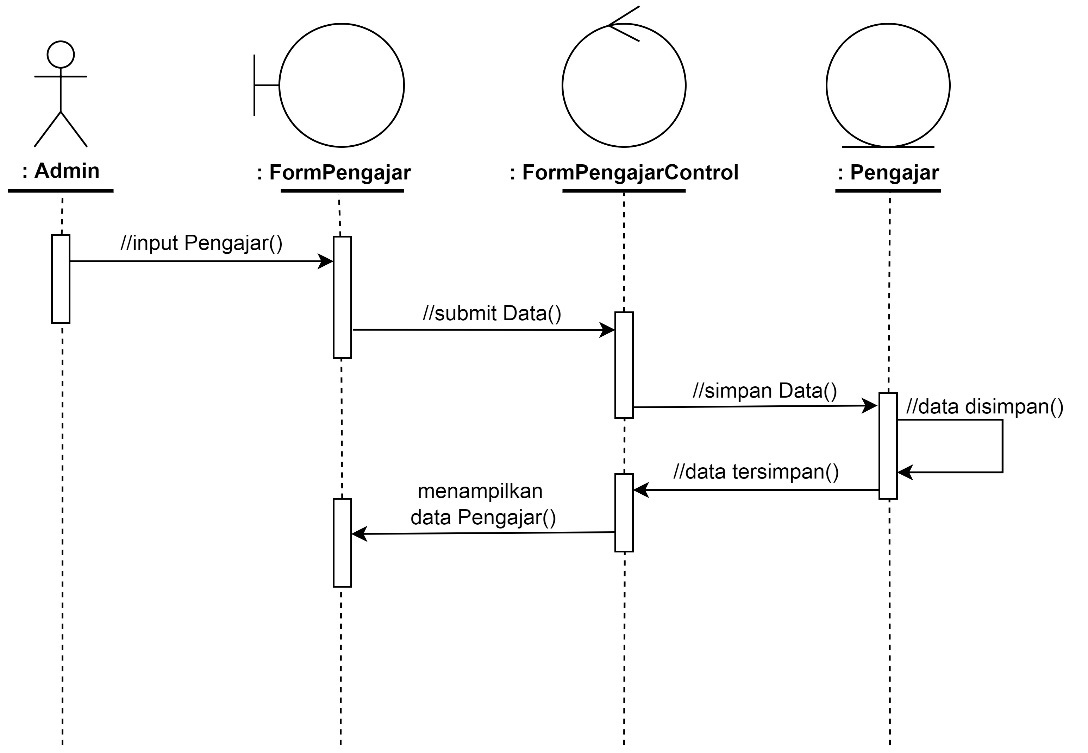 : Admin
: FormPengajar
: FormPengajarControl
: Pengajar
//input Pengajar()
//submit Data()
//simpan Data()
//data disimpan()
//data tersimpan()
menampilkan
data Pengajar()